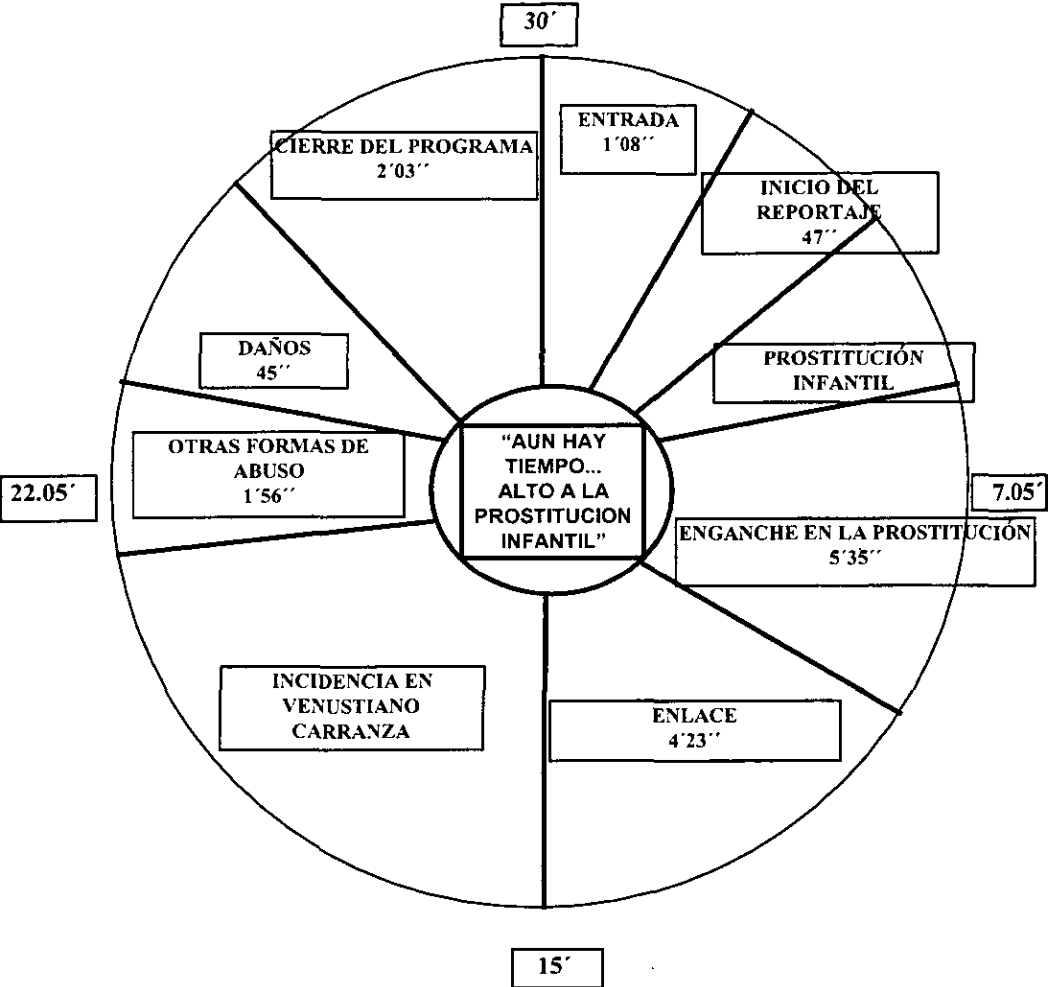 30´
ENTRADA
1´08´´
CIERRE DEL PROGRAMA
2´03´´
INICIO DEL
REPORTAJE
47´´
DAÑOS
45´´
PROSTITUCIÓN
INFANTIL
OTRAS FORMAS DE
ABUSO
1´56´´
“AUN HAY
TIEMPO...
ALTO A LA
PROSTITUCION
INFANTIL”
22.05´
7.05´
ENGANCHE EN LA PROSTITUCIÓN
5´35´´
INCIDENCIA EN
VENUSTIANO
CARRANZA
ENLACE
4´23´´
15´